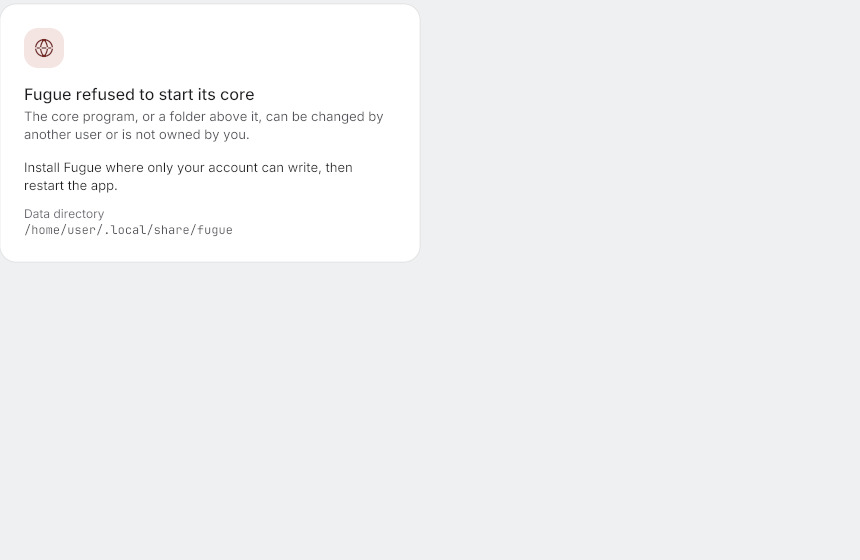 Fugue refused to start its core
The core program, or a folder above it, can be changed by
another user or is not owned by you.
Install Fugue where only your account can write, then
restart the app.
Data directory
/home/user/.local/share/fugue